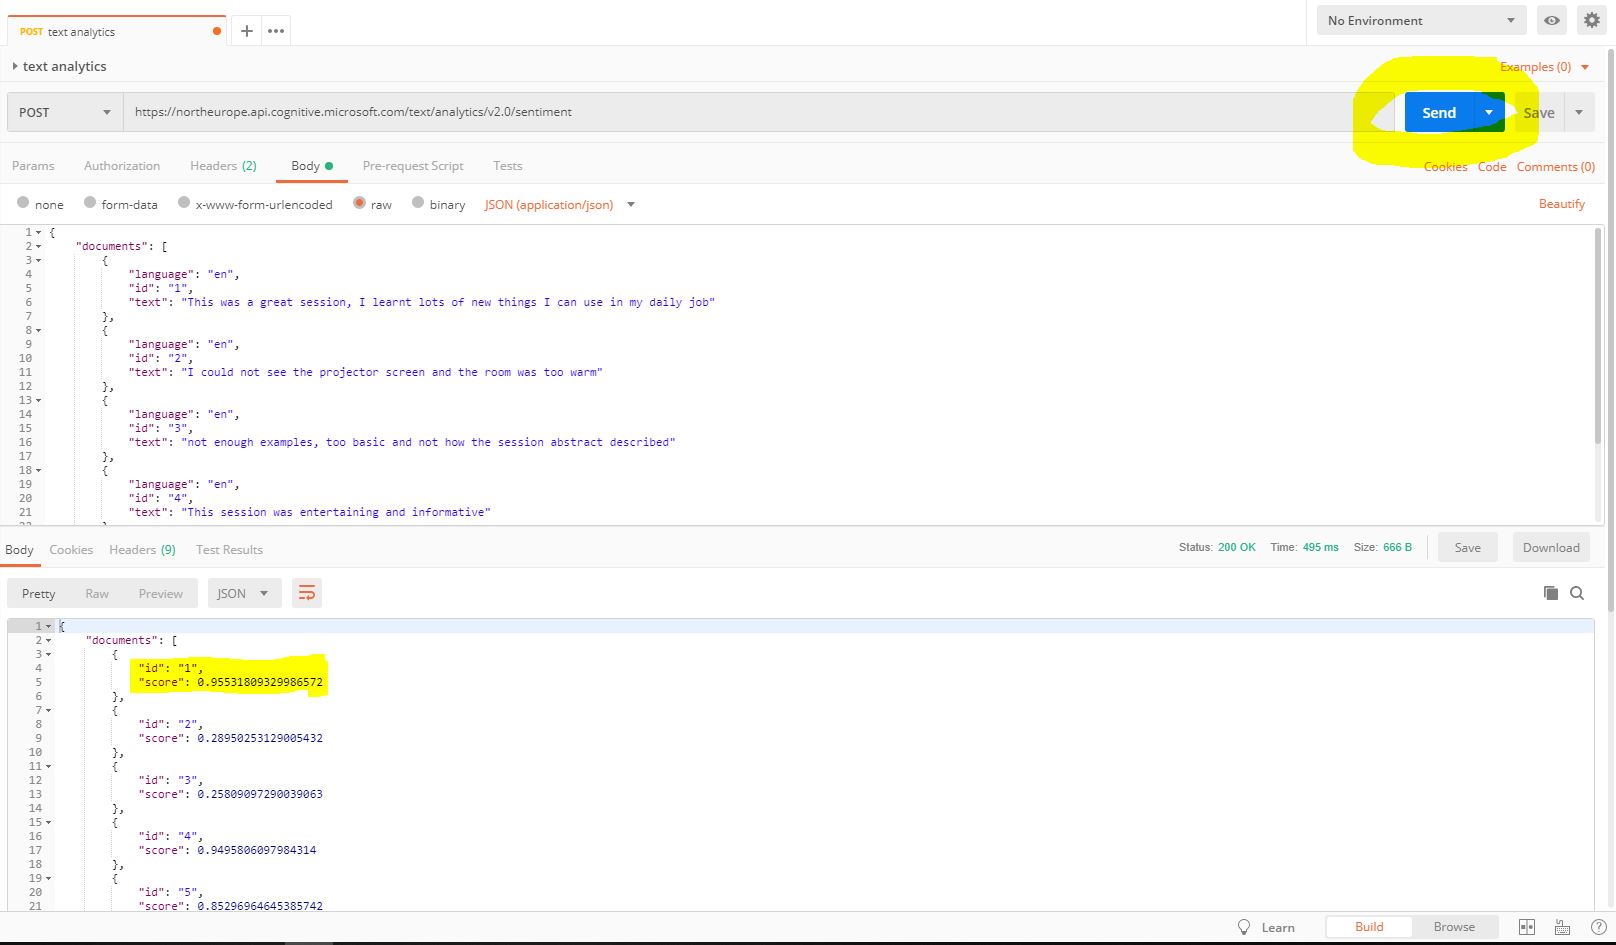 POST text analytics
No Environment
text analytics
Examples (0)
POST
https://northeurope.api.cognitive.microsoft.com/text/analytics/v2.0/sentiment
Send
Save
Params Authorization Headers (2) Body Pre-request Script Tests
Cookies Code Comments (0)
none form-data x-www-form-urlencoded raw binary JSON (application/json)
Beautify
1 {
2 "documents": [
3 {
4 "language": "en",
5 "id": "1",
6 "text": "This was a great session, I learnt lots of new things I can use in my daily job"
7 },
8 {
9 "language": "en",
10 "id": "2",
11 "text": "I could not see the projector screen and the room was too warm"
12 },
13 {
14 "language": "en",
15 "id": "3",
16 "text": "not enough examples, too basic and not how the session abstract described"
17 },
18 {
19 "language": "en",
20 "id": "4",
21 "text": "This session was entertaining and informative"
Body Cookies Headers (9) Test Results
Status: 200 OK Time: 495 ms Size: 666 B
Save
Download
Pretty Raw Preview JSON
1 {
2 "documents": [
3 {
4 "id": "1",
5 "score": 0.95531809329986572
6 },
7 {
8 "id": "2",
9 "score": 0.28950253129005432
10 },
11 {
12 "id": "3",
13 "score": 0.25809097290039063
14 },
15 {
16 "id": "4",
17 "score": 0.9495806097984314
18 },
19 {
20 "id": "5",
21 "score": 0.85296964645385742
Learn
Build
Browse